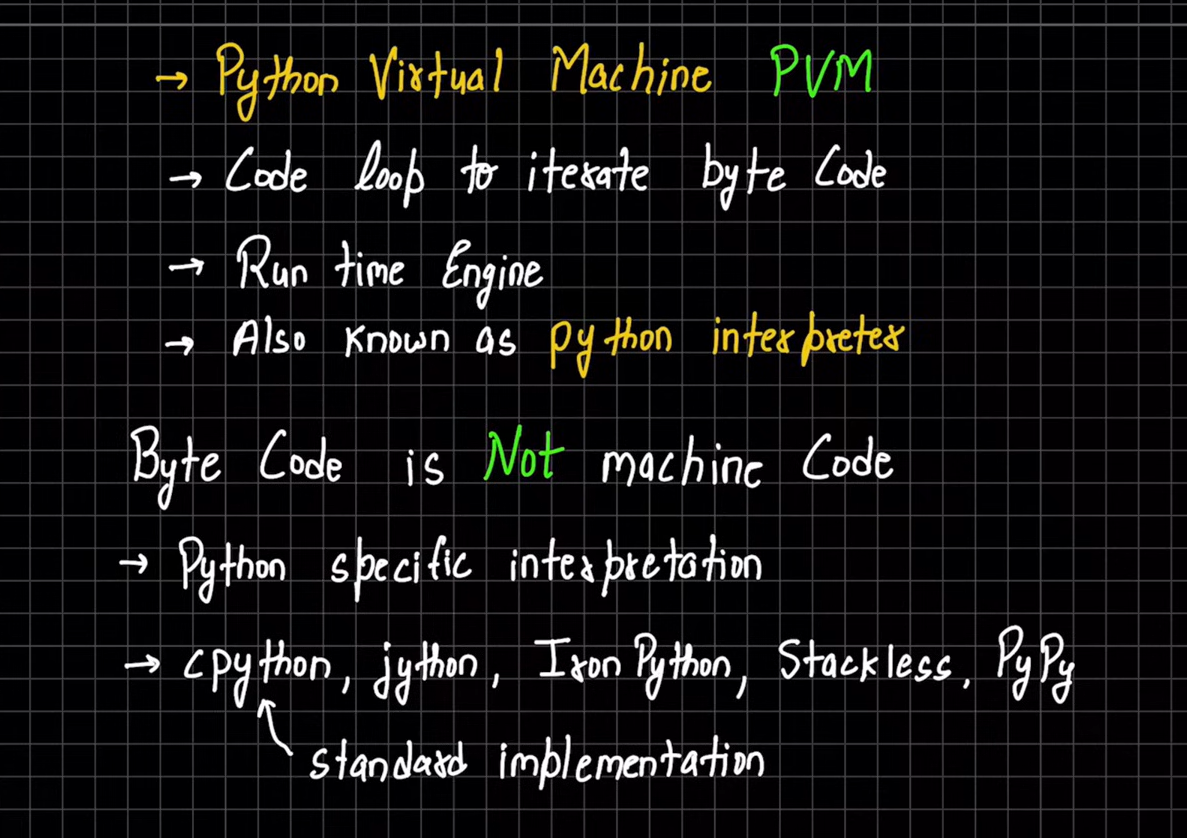 → Python Virtual Machine PVM
→ Code loop to iterate byte Code
→ Run time Engine
→ Also known as python interpreter
Byte Code is Not machine Code
→ Python specific interpretation
→ cpython, jython, Iron Python, Stackless, PyPy
standard implementation